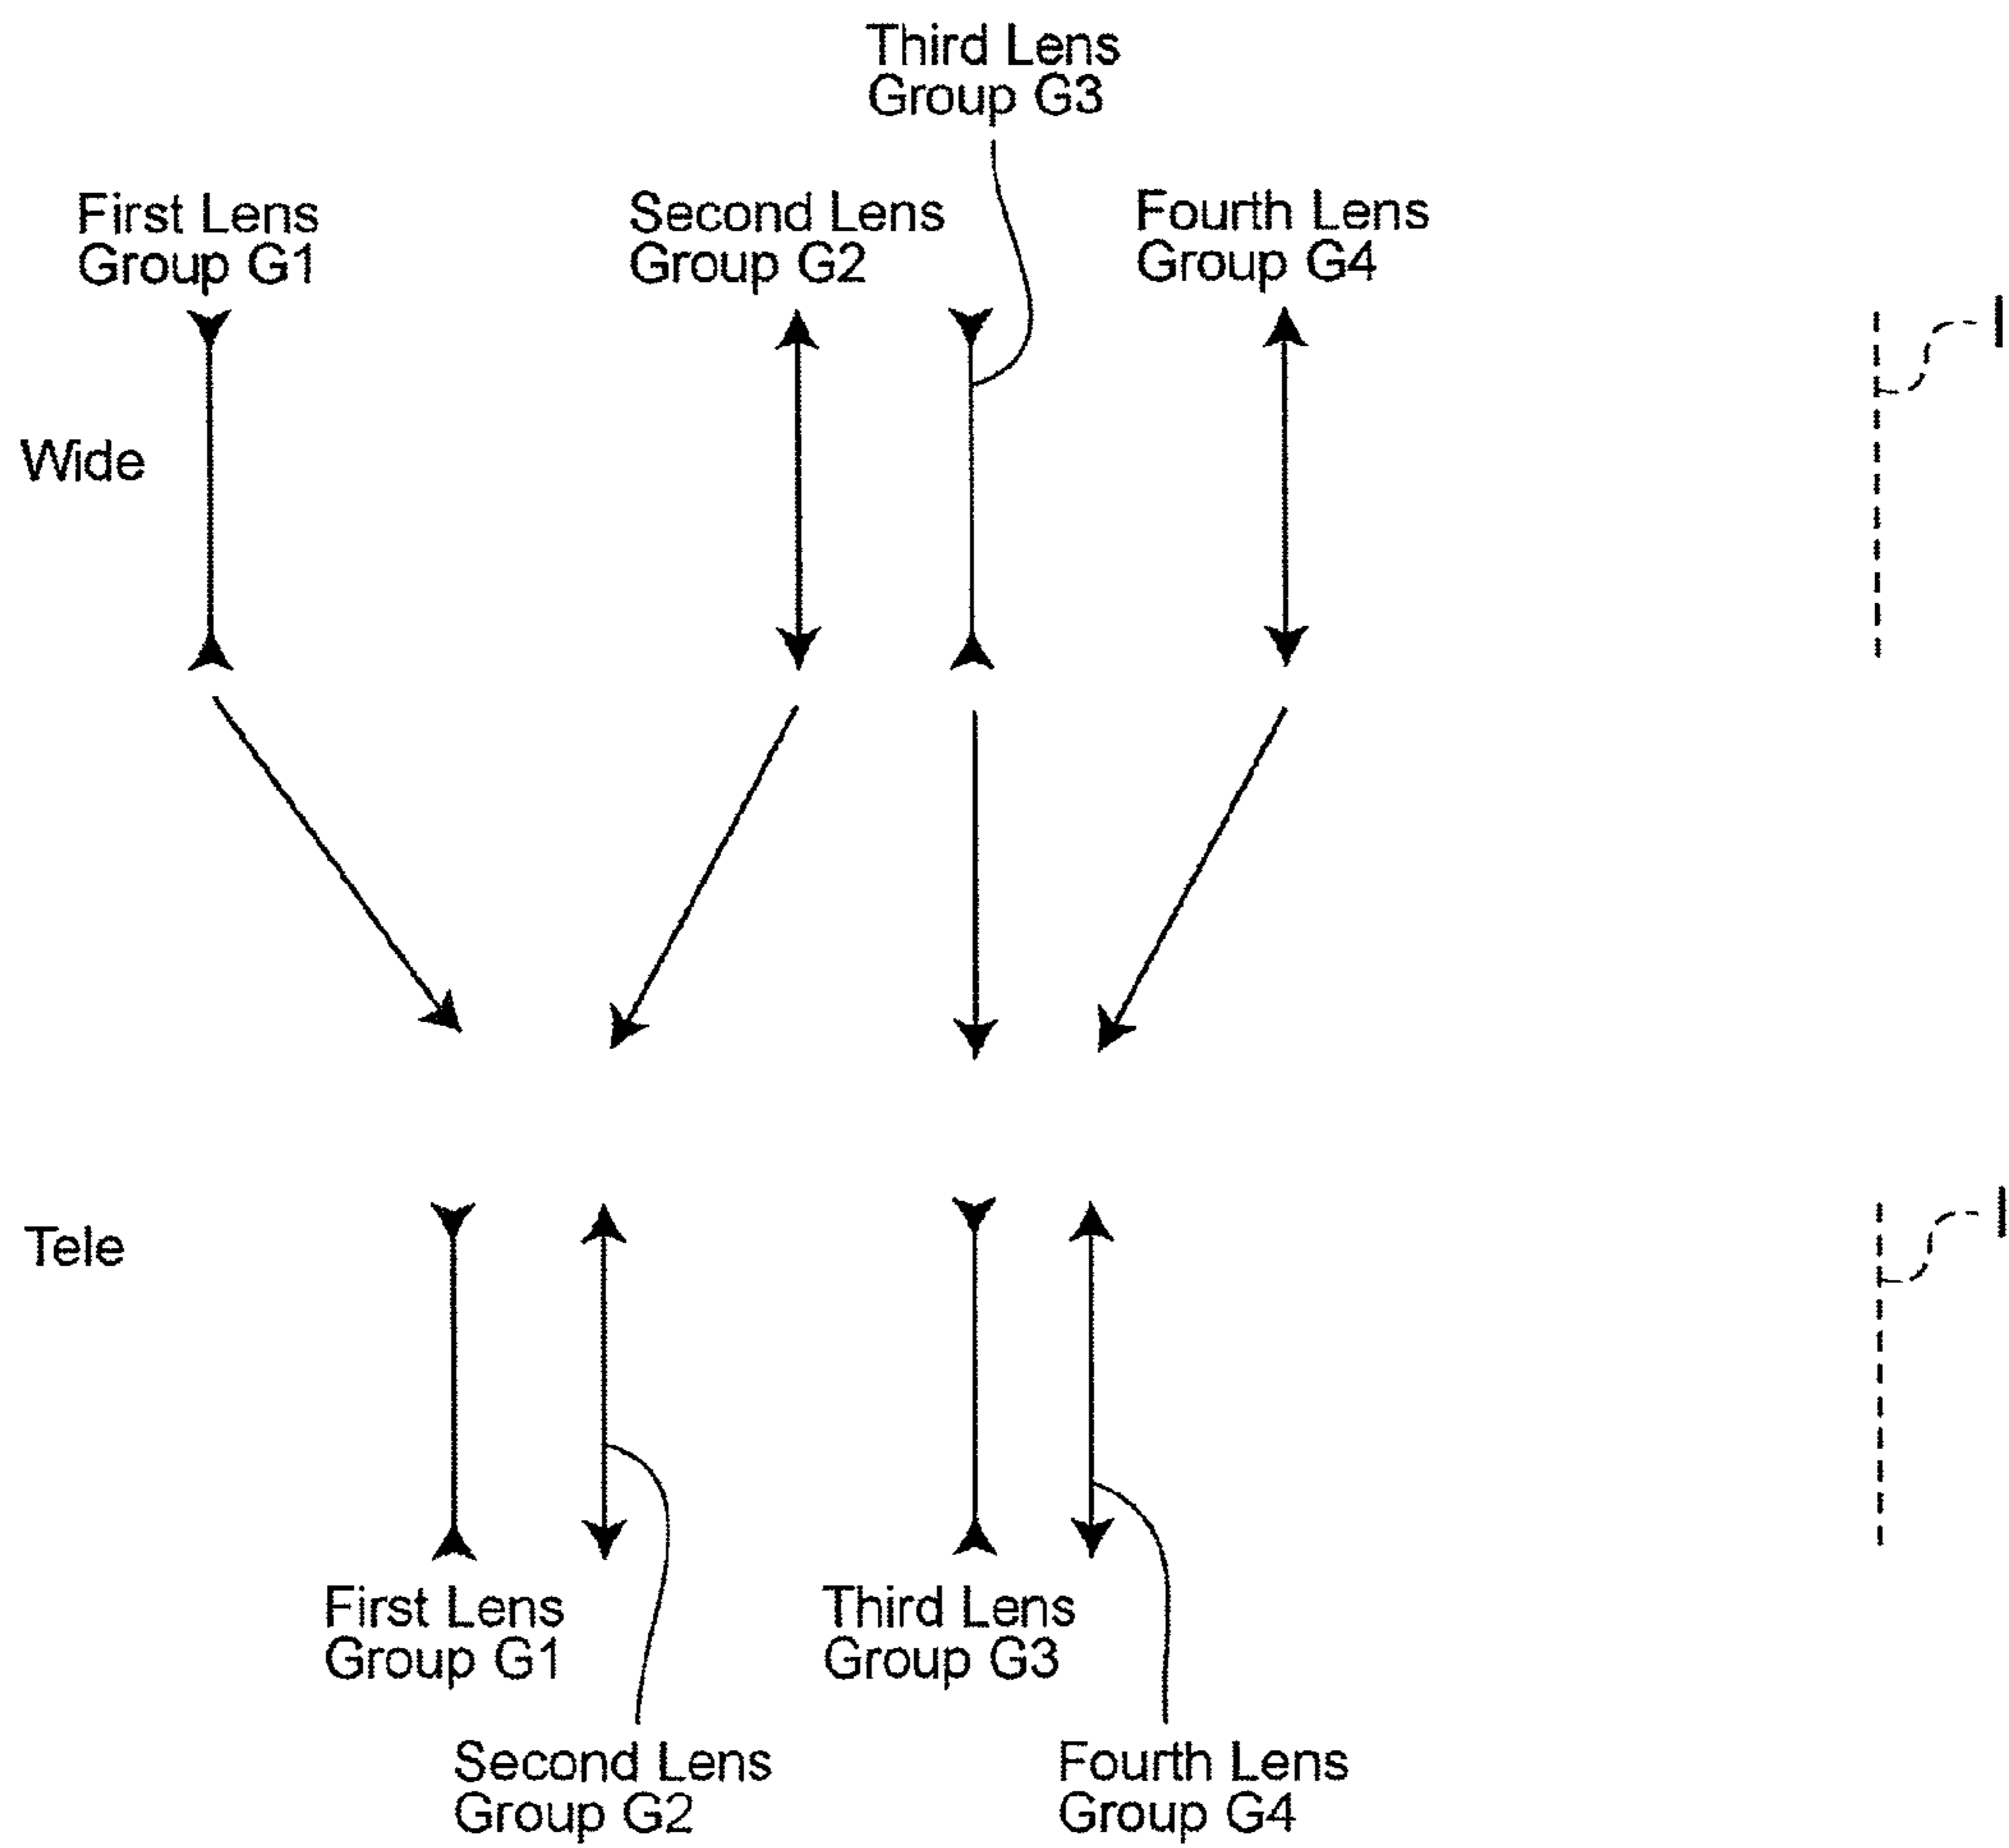 Third Lens
Group G3
First Lens
Group G1
Second Lens
Group G2
Fourth Lens
Group G4
I
Wide
I
Tele
First Lens
Group G1
Third Lens
Group G3
Second Lens
Group G2
Fourth Lens
Group G4